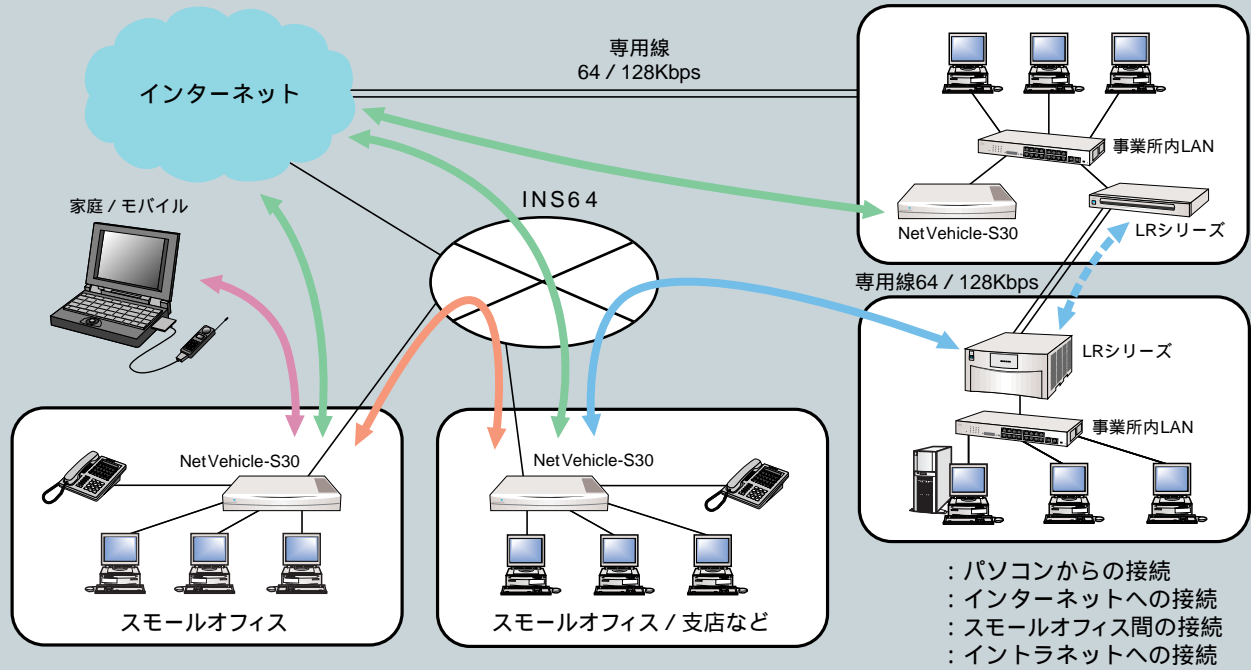 専用線
64 / 128Kbps
インターネット
事業所内LAN
INS64
家庭 / モバイル
NetVehicle-S30
LRシリーズ
専用線64 / 128Kbps
LRシリーズ
事業所内LAN
NetVehicle-S30
NetVehicle-S30
スモールオフィス
スモールオフィス / 支店など
: パソコンからの接続
: インターネットへの接続
: スモールオフィス間の接続
: イントラネットへの接続